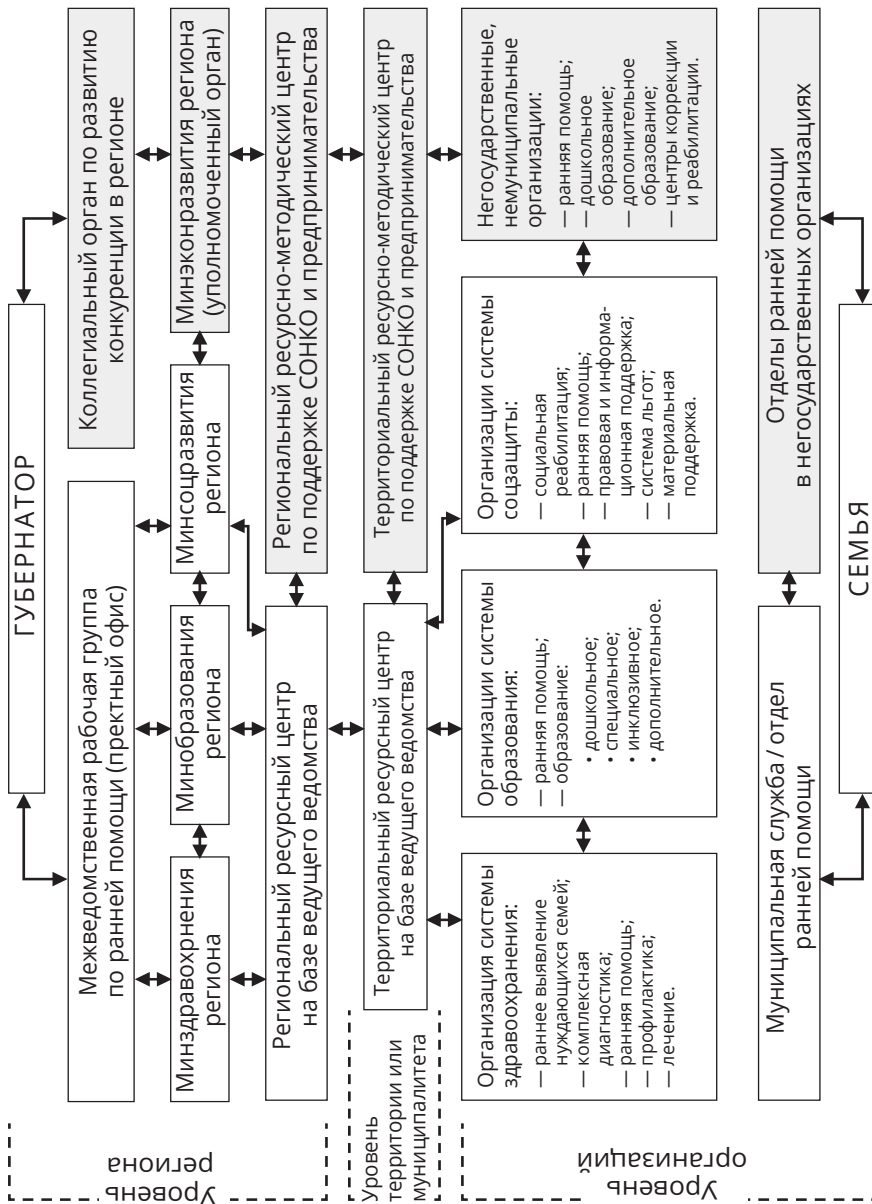 ГУБЕРНАТОР
Межведомственная рабочая группа
по ранней помощи (пректный офис)
Коллегиальный орган по развитию
конкуренции в регионе
Минздравоохрнения
региона
Минобразования
региона
Минсоцразвития
региона
Минэконразвития региона
(уполномоченный орган)
Региональный ресурсный центр
на базе ведущего ведомства
Региональный ресурсно-методический центр
по поддержке СОНКО и предпринимательства
Уровень
региона
Территориальный ресурсный центр
на базе ведущего ведомства
Территориальный ресурсно-методический центр
по поддержке СОНКО и предпринимательства
Уровень
территории или
муниципалитета
Организация системы
здравоохранения:
— раннее выявление
нуждающихся семей;
— комплексная
диагностика;
— ранняя помощь;
— профилактика;
— лечение.
Организации системы
образования:
— ранняя помощь;
— образование:
• дошкольное;
• специальное;
• инклюзивное;
• дополнительное.
Организации системы
соцзащиты:
— социальная
реабилитация;
— ранняя помощь;
— правовая и информа-
ционная поддержка;
— система льгот;
— материальная
поддержка.
Негосударственные,
немуниципальные
организации:
— ранняя помощь;
— дошкольное
образование;
— дополнительное
образование;
— центры коррекции
и реабилитации.
Уровень
организаций
Муниципальная служба / отдел
ранней помощи
Отделы ранней помощи
в негосударственных организациях
СЕМЬЯ